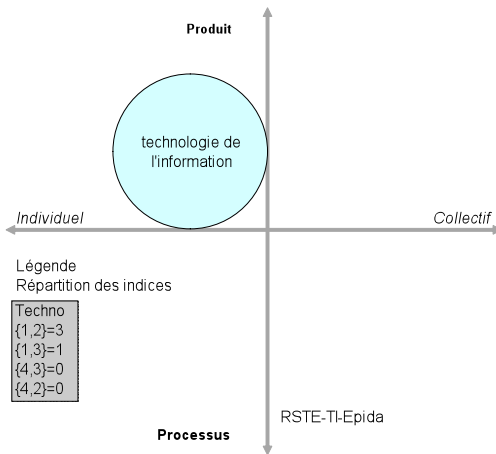 Produit
technologie de
l'information
Individuel
Collectif
Légende
Répartition des indices
Techno
{1,2}=3
{1,3}=1
{4,3}=0
{4,2}=0
RSTE-TI-Epida
Processus